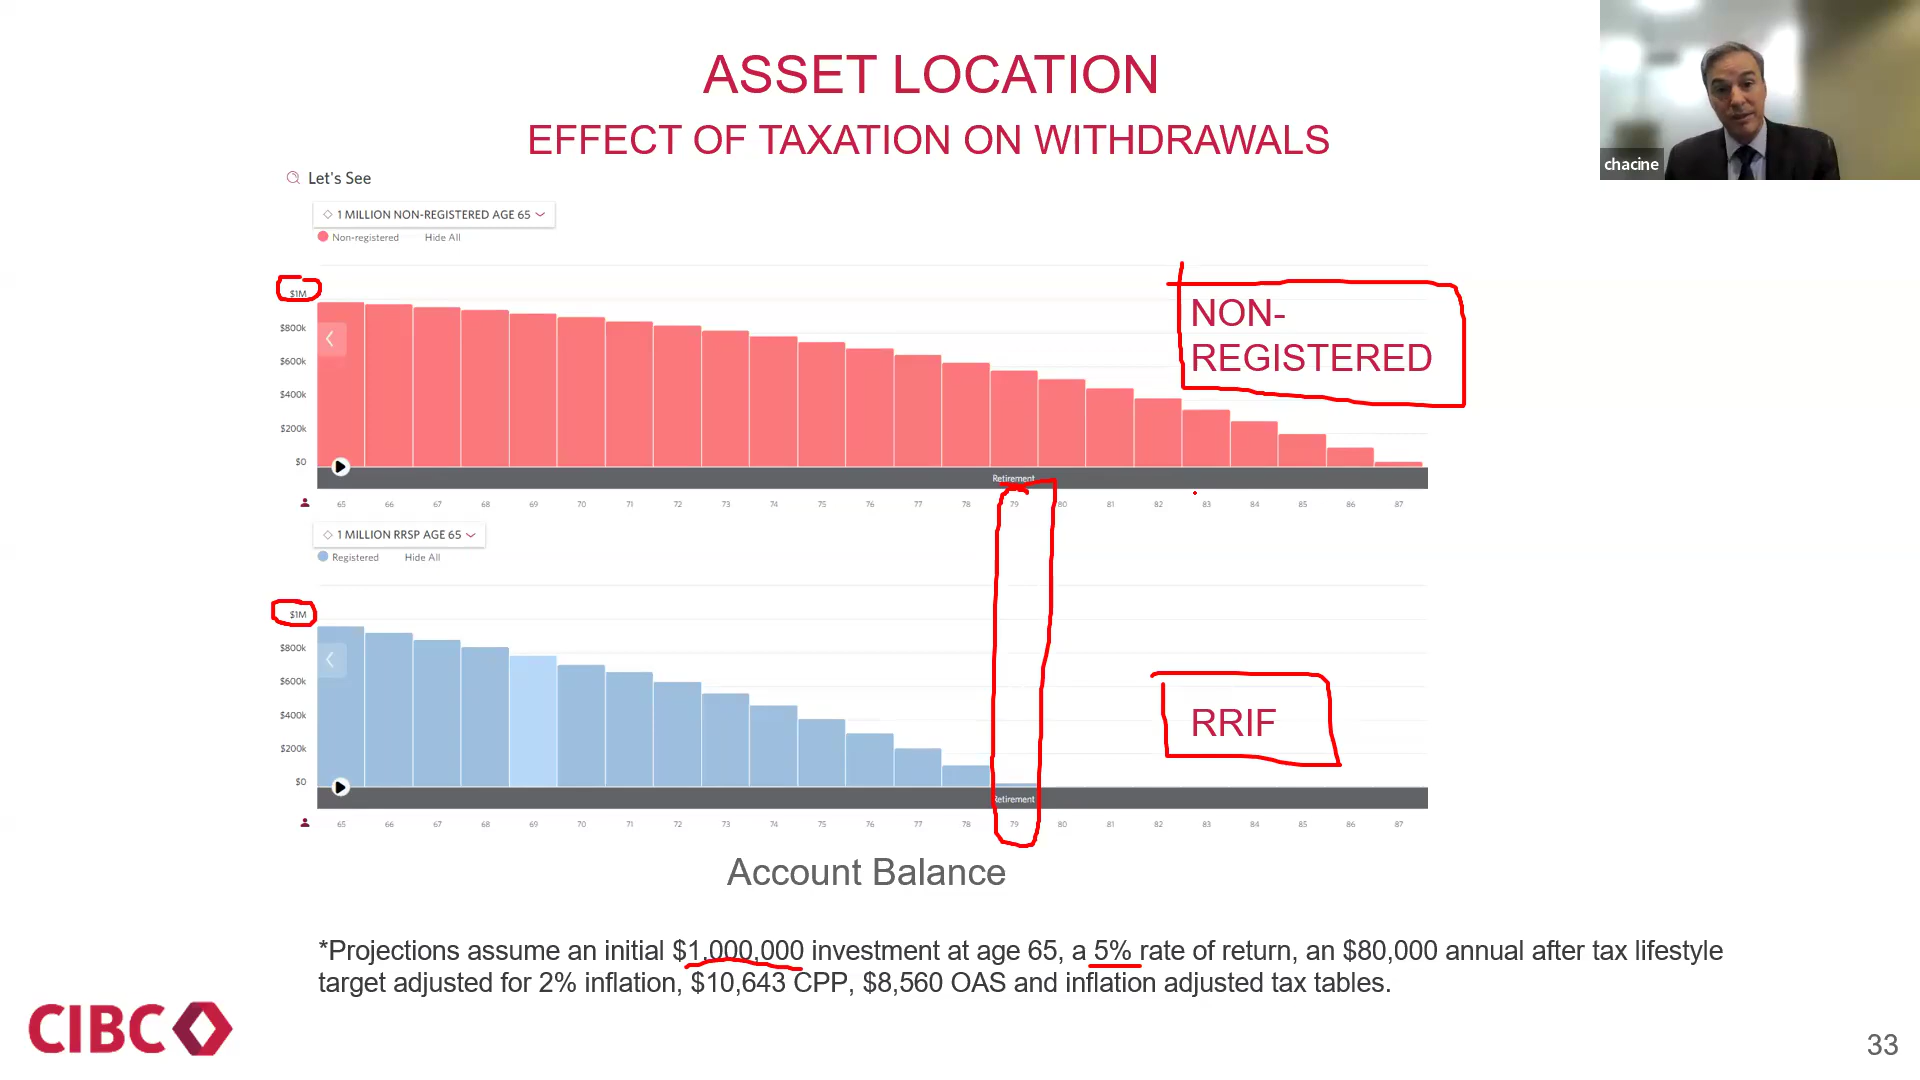 ASSET LOCATION
EFFECT OF TAXATION ON WITHDRAWALS
chacine
Let's See
1 MILLION NON-REGISTERED AGE 65
Non-registered Hide All
$1M
$800k
$600k
$400k
$200k
$0
NON-
REGISTERED
Retirement
65 66 67 68 69 70 71 72 73 74 75 76 77 78 79 80 81 82 83 84 85 86 87
1 MILLION RRSP AGE 65
Registered Hide All
$1M
$800k
$600k
$400k
$200k
$0
RRIF
Retirement
65 66 67 68 69 70 71 72 73 74 75 76 77 78 79 80 81 82 83 84 85 86 87
Account Balance
*Projections assume an initial $1,000,000 investment at age 65, a 5% rate of return, an $80,000 annual after tax lifestyle
target adjusted for 2% inflation, $10,643 CPP, $8,560 OAS and inflation adjusted tax tables.
CIBC
33